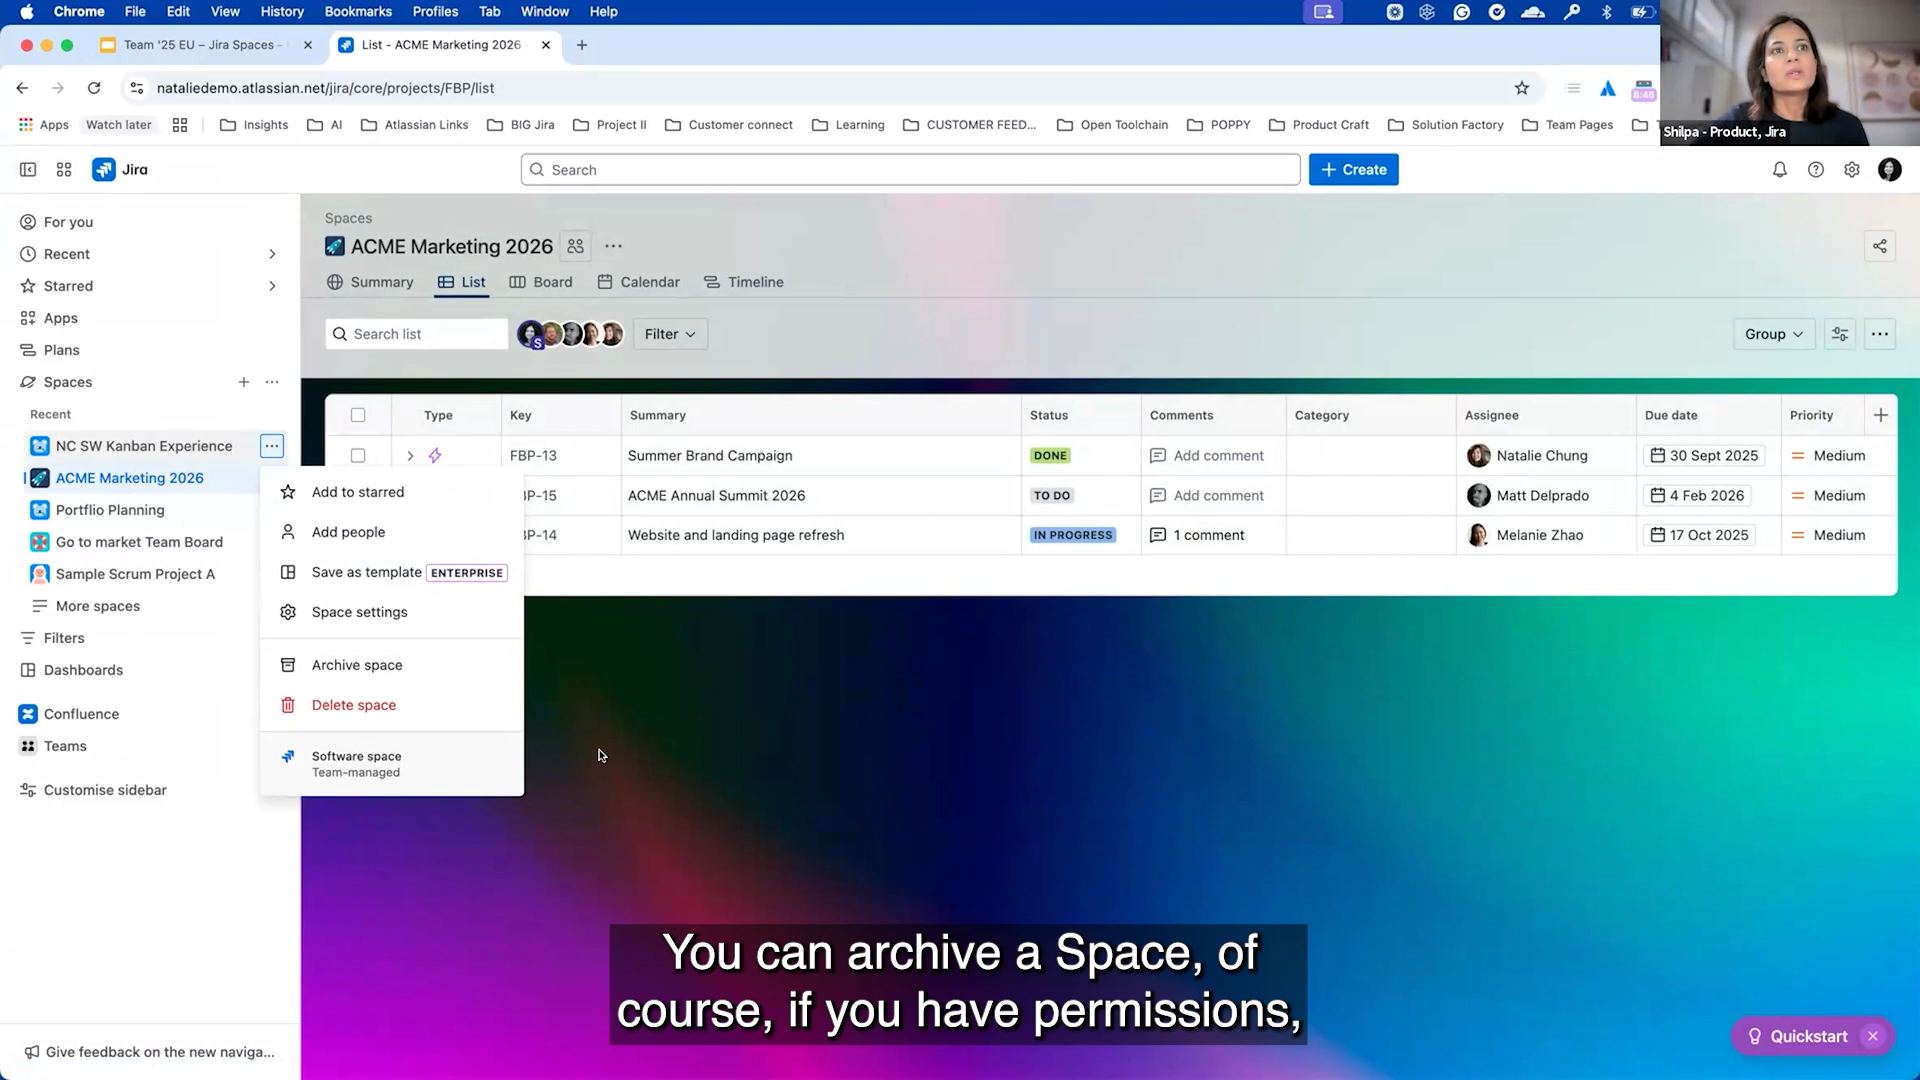 Chrome File Edit View History Bookmarks Profiles Tab Window Help
Team '25 EU – Jira Spaces -
List - ACME Marketing 2026
nataliedemo.atlassian.net/jira/core/projects/FBP/list
8:45
Apps Watch later Insights AI Atlassian Links BIG Jira Project II Customer connect Learning CUSTOMER FEED... Open Toolchain POPPY Product Craft Solution Factory Team Pages
Shilpa - Product, Jira
Jira
Search
Create
For you
Recent
Starred
Apps
Plans
Spaces
Recent
NC SW Kanban Experience
ACME Marketing 2026
Portflio Planning
Go to market Team Board
Sample Scrum Project A
More spaces
Filters
Dashboards
Confluence
Teams
Customise sidebar
Give feedback on the new naviga...
Spaces
ACME Marketing 2026
Summary List Board Calendar Timeline
Search list
S
Filter
Group
Type Key Summary Status Comments Category Assignee Due date Priority
FBP-13 Summer Brand Campaign DONE Add comment Natalie Chung 30 Sept 2025 Medium
BP-15 ACME Annual Summit 2026 TO DO Add comment Matt Delprado 4 Feb 2026 Medium
BP-14 Website and landing page refresh IN PROGRESS 1 comment Melanie Zhao 17 Oct 2025 Medium
Add to starred
Add people
Save as template ENTERPRISE
Space settings
Archive space
Delete space
Software space
Team-managed
You can archive a Space, of
course, if you have permissions,
Quickstart